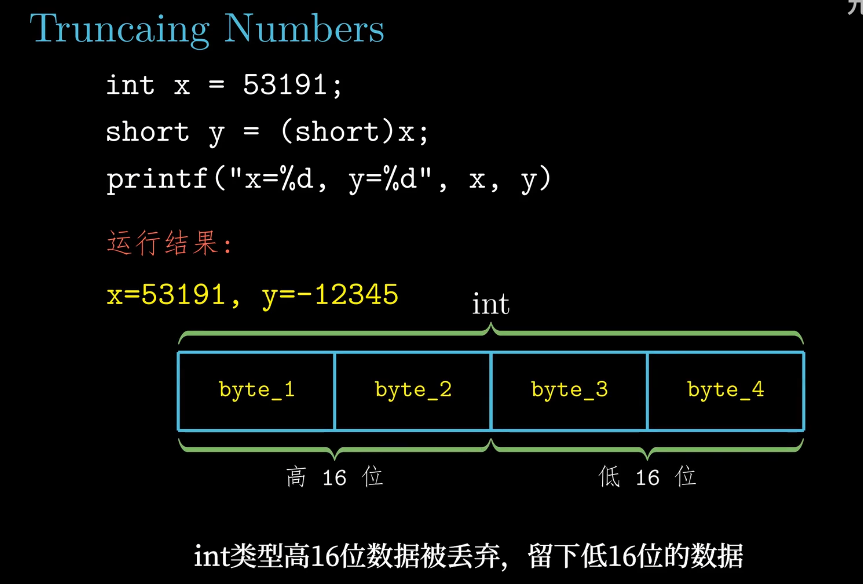 Truncaing Numbers
int x = 53191;
short y = (short)x;
printf("x=%d, y=%d", x, y)
运行结果:
x=53191, y=-12345
int
byte_1 byte_2 byte_3 byte_4
高 16 位 低 16 位
int类型高16位数据被丢弃，留下低16位的数据